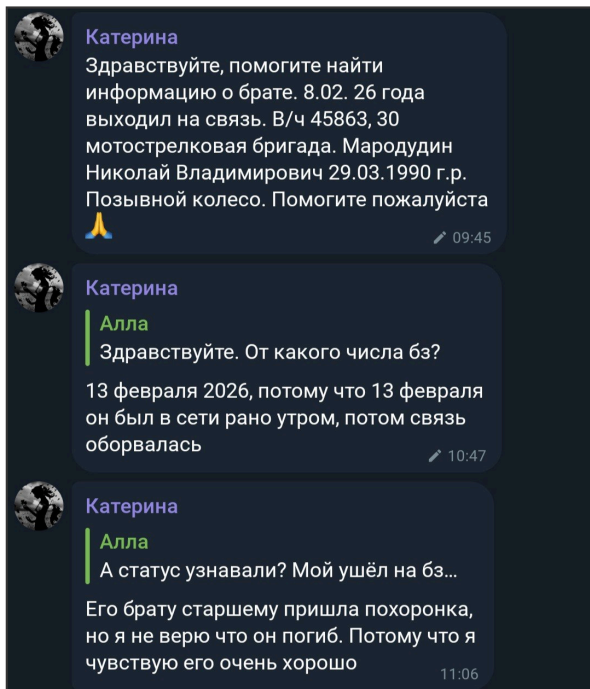 Катерина
Здравствуйте, помогите найти
информацию о брате. 8.02. 26 года
выходил на связь. В/ч 45863, 30
мотострелковая бригада. Мародудин
Николай Владимирович 29.03.1990 г.р.
Позывной колесо. Помогите пожалуйста
🙏
09:45
Катерина
Алла
Здравствуйте. От какого числа бз?
13 февраля 2026, потому что 13 февраля
он был в сети рано утром, потом связь
оборвалась
10:47
Катерина
Алла
А статус узнавали? Мой ушёл на бз...
Его брату старшему пришла похоронка,
но я не верю что он погиб. Потому что я
чувствую его очень хорошо
11:06